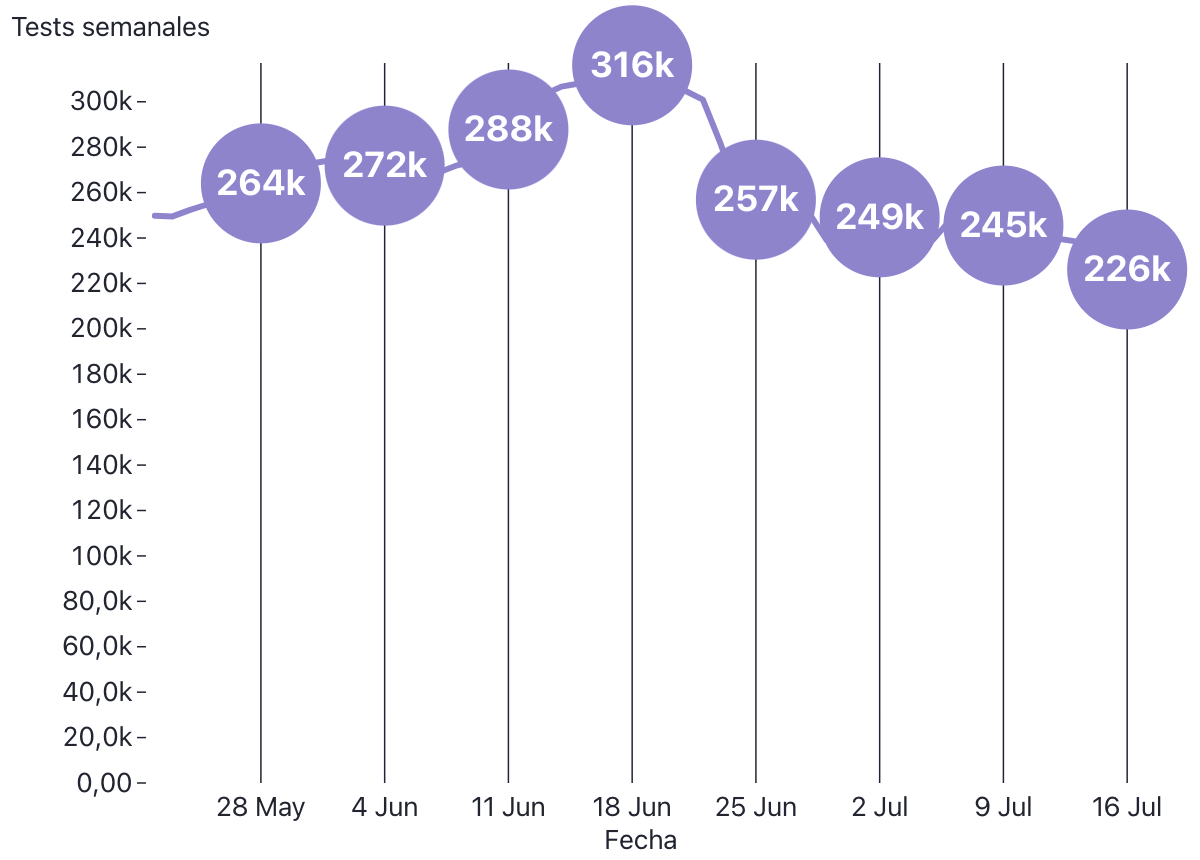 Tests semanales
316k
300k
288k
280k
272k
264k
260k
257k
249k
245k
240k
226k
220k
200k
180k
160k
140k
120k
100k
80,0k
60,0k
40,0k
20,0k
0,00
28 May 4 Jun 11 Jun 18 Jun 25 Jun 2 Jul 9 Jul 16 Jul
Fecha